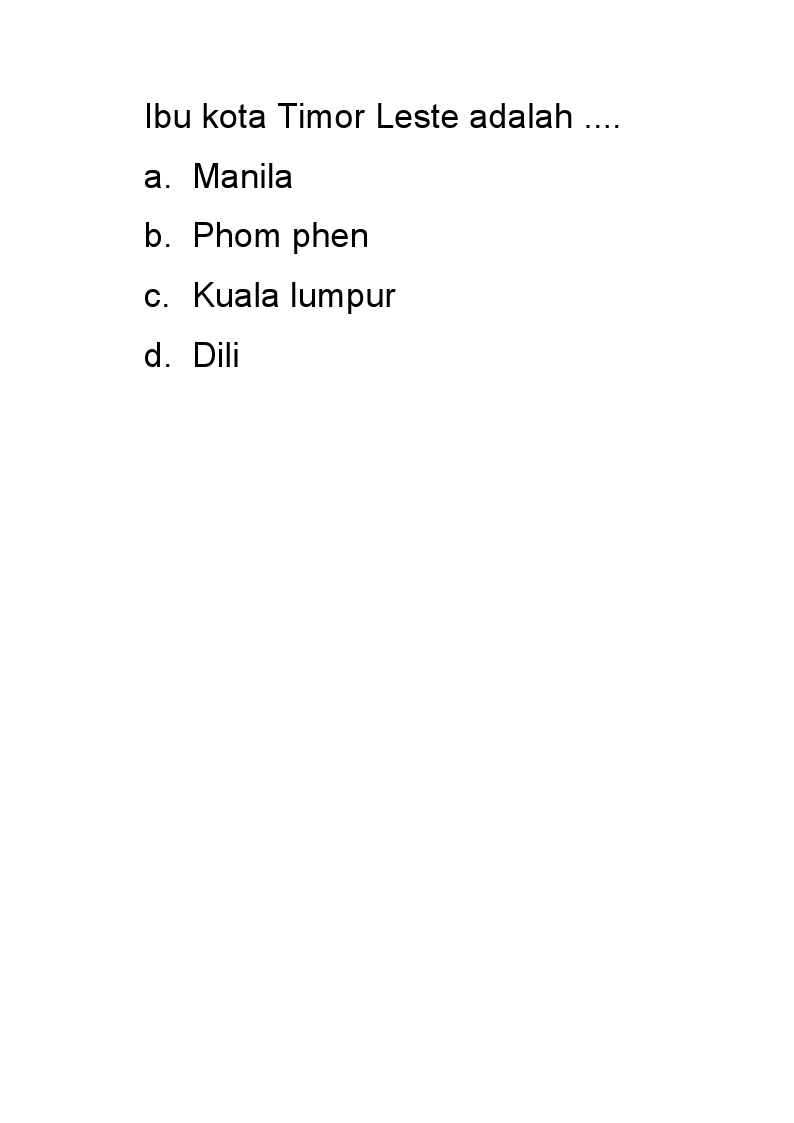 Ibu kota Timor Leste adalah ....
a. Manila
b. Phom phen
c. Kuala lumpur
d. Dili